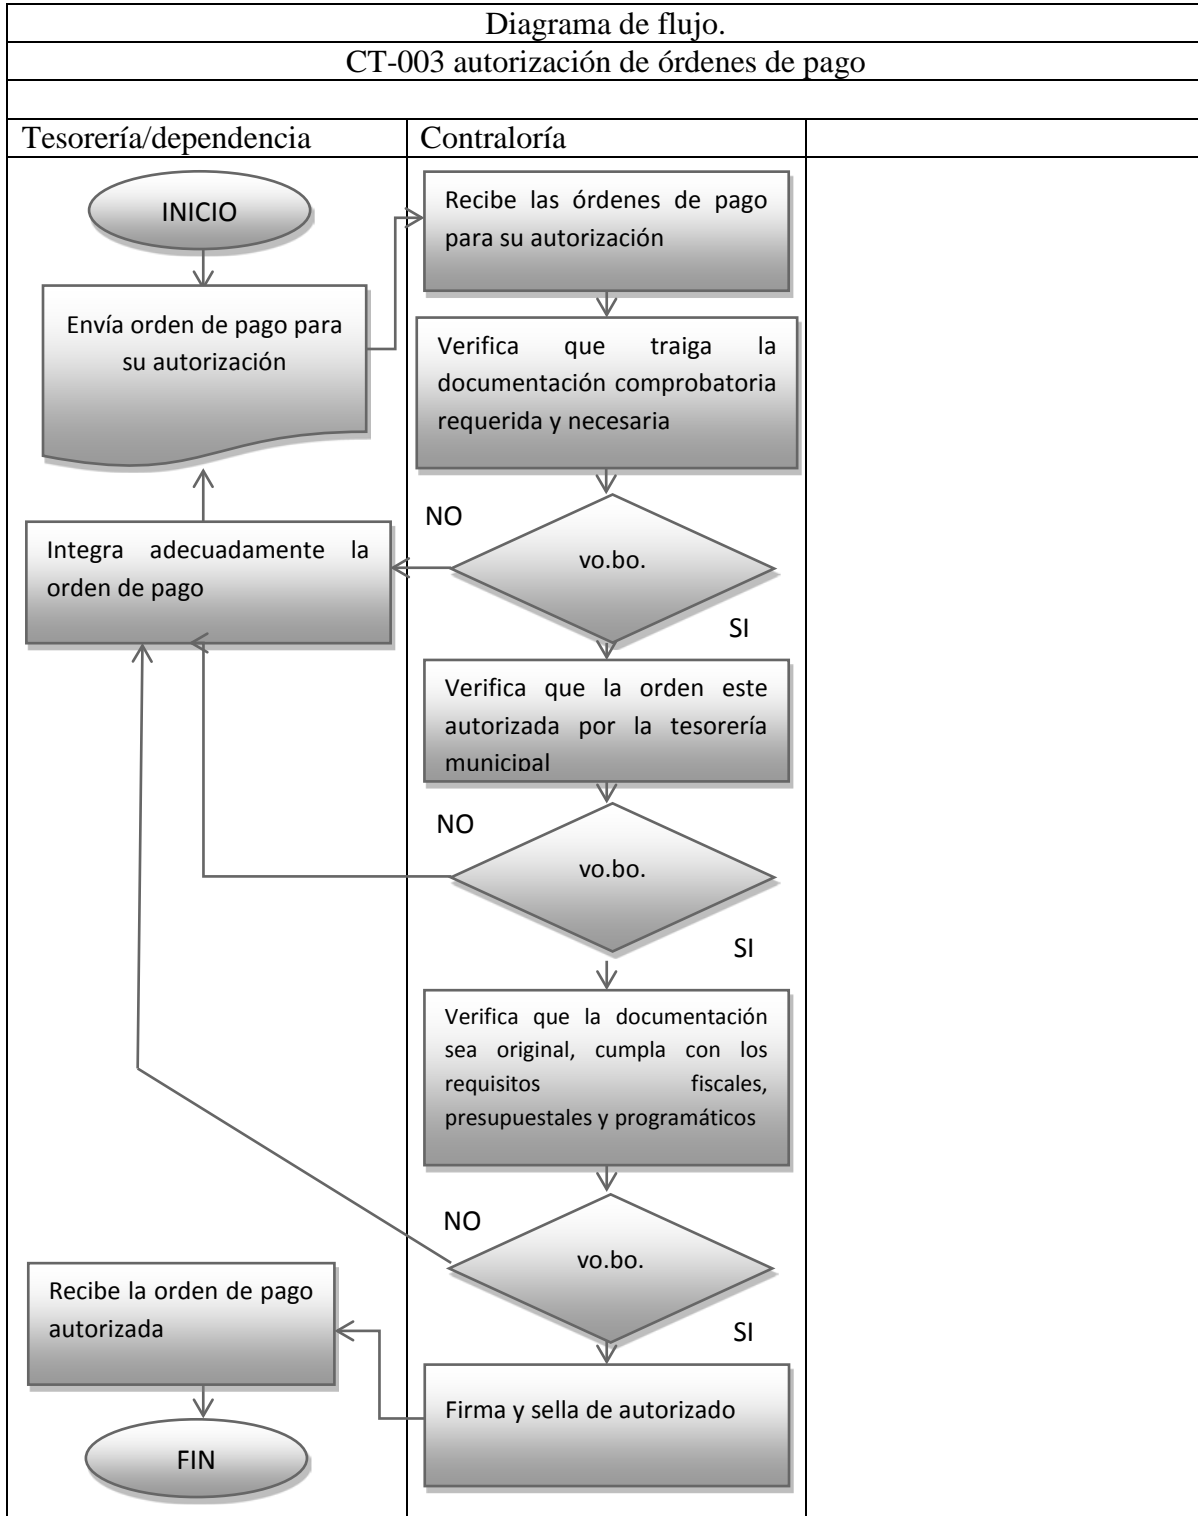 Diagrama de flujo.
CT-003 autorización de órdenes de pago
Tesorería/dependencia
Contraloría
INICIO
Envía orden de pago para
su autorización
Recibe las órdenes de pago
para su autorización
Verifica que traiga la
documentación comprobatoria
requerida y necesaria
NO
vo.bo.
SI
Integra adecuadamente la
orden de pago
Verifica que la orden este
autorizada por la tesorería
municipal
NO
vo.bo.
SI
Verifica que la documentación
sea original, cumpla con los
requisitos fiscales,
presupuestales y programáticos
NO
vo.bo.
SI
Firma y sella de autorizado
Recibe la orden de pago
autorizada
FIN